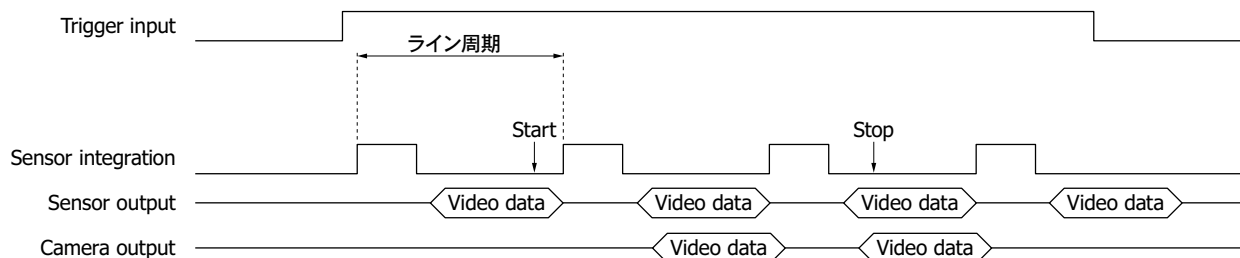 Trigger input
ライン周期
Start
Stop
Sensor integration
Sensor output
Video data
Video data
Video data
Video data
Camera output
Video data
Video data